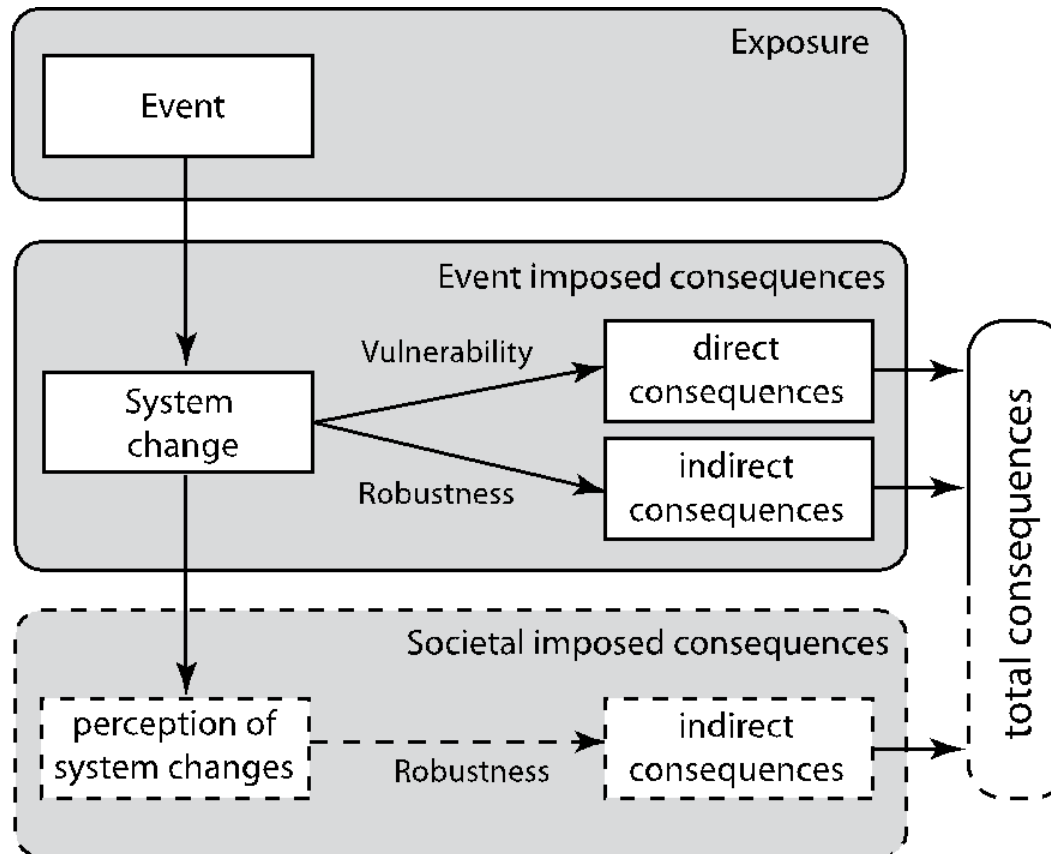 Exposure
Event
Event imposed consequences
Vulnerability
direct
consequences
System
change
Robustness
indirect
consequences
total consequences
Societal imposed consequences
perception of
system changes
Robustness
indirect
consequences